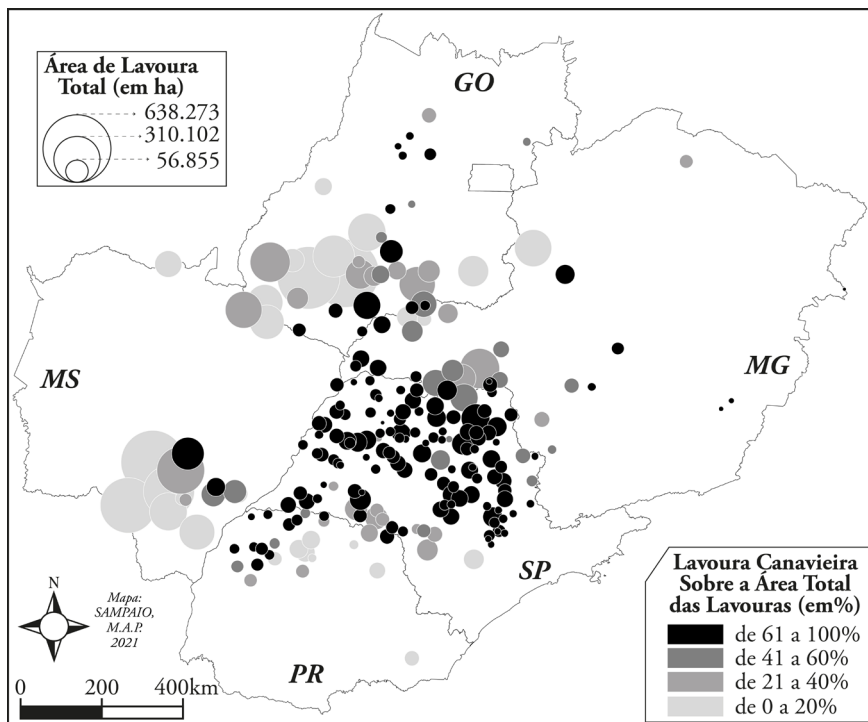 Área de Lavoura
Total (em ha)
638.273
310.102
56.855
GO
MS
MG
SP
PR
N
Mapa:
SAMPAIO,
M.A.P.
2021
0 200 400km
Lavoura Canavieira
Sobre a Área Total
das Lavouras (em%)
de 61 a 100%
de 41 a 60%
de 21 a 40%
de 0 a 20%